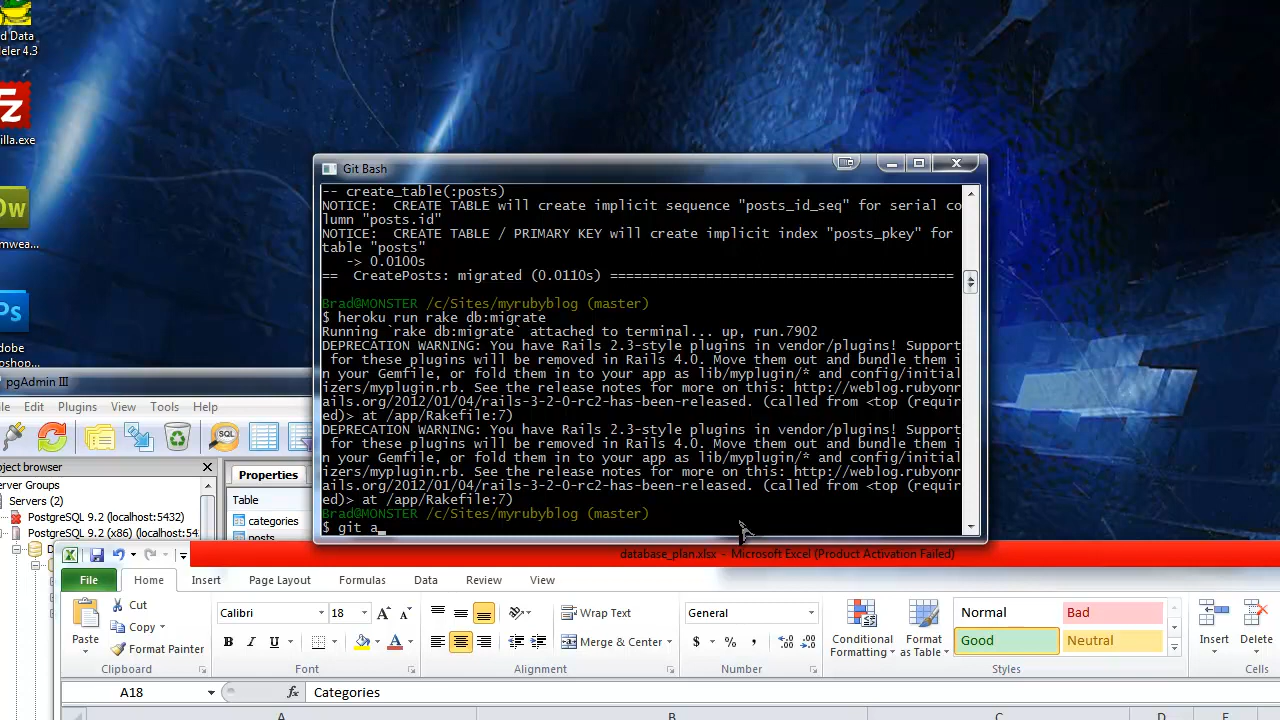 d Data
eler 4.3
illa.exe
Dw
mwea...
Ps
obe
oshop...
Git Bash
-- create_table(:posts)
NOTICE:  CREATE TABLE will create implicit sequence "posts_id_seq" for serial co
lumn "posts.id"
NOTICE:  CREATE TABLE / PRIMARY KEY will create implicit index "posts_pkey" for
table "posts"
   -> 0.0100s
==  CreatePosts: migrated (0.0110s) ===========================================
Brad@MONSTER /c/Sites/myrubyblog (master)
$ heroku run rake db:migrate
Running `rake db:migrate` attached to terminal... up, run.7902
DEPRECATION WARNING: You have Rails 2.3-style plugins in vendor/plugins! Support
 for these plugins will be removed in Rails 4.0. Move them out and bundle them i
n your Gemfile, or fold them in to your app as lib/myplugin/* and config/initial
izers/myplugin.rb. See the release notes for more on this: http://weblog.rubyonr
ails.org/2012/01/04/rails-3-2-0-rc2-has-been-released. (called from <top (requir
ed)> at /app/Rakefile:7)
DEPRECATION WARNING: You have Rails 2.3-style plugins in vendor/plugins! Support
 for these plugins will be removed in Rails 4.0. Move them out and bundle them i
n your Gemfile, or fold them in to your app as lib/myplugin/* and config/initial
izers/myplugin.rb. See the release notes for more on this: http://weblog.rubyonr
ails.org/2012/01/04/rails-3-2-0-rc2-has-been-released. (called from <top (requir
ed)> at /app/Rakefile:7)
Brad@MONSTER /c/Sites/myrubyblog (master)
$ git a
pgAdmin III
le Edit Plugins View Tools Help
SQL
bject browser
Properties
erver Groups
Servers (2)
PostgreSQL 9.2 (localhost:5432)
PostgreSQL 9.2 (x86) (localhost:54
Table
categories
posts
database_plan.xlsx - Microsoft Excel (Product Activation Failed)
File Home Insert Page Layout Formulas Data Review View
Paste
Cut
Copy
Format Painter
Clipboard
Calibri 18
B I U
Font
Wrap Text
Merge & Center
Alignment
General
$ % ,
Number
Conditional
Formatting
Format
as Table
Normal Bad
Good Neutral
Styles
Insert Delete
Cells
A18 fx Categories
A B C D E